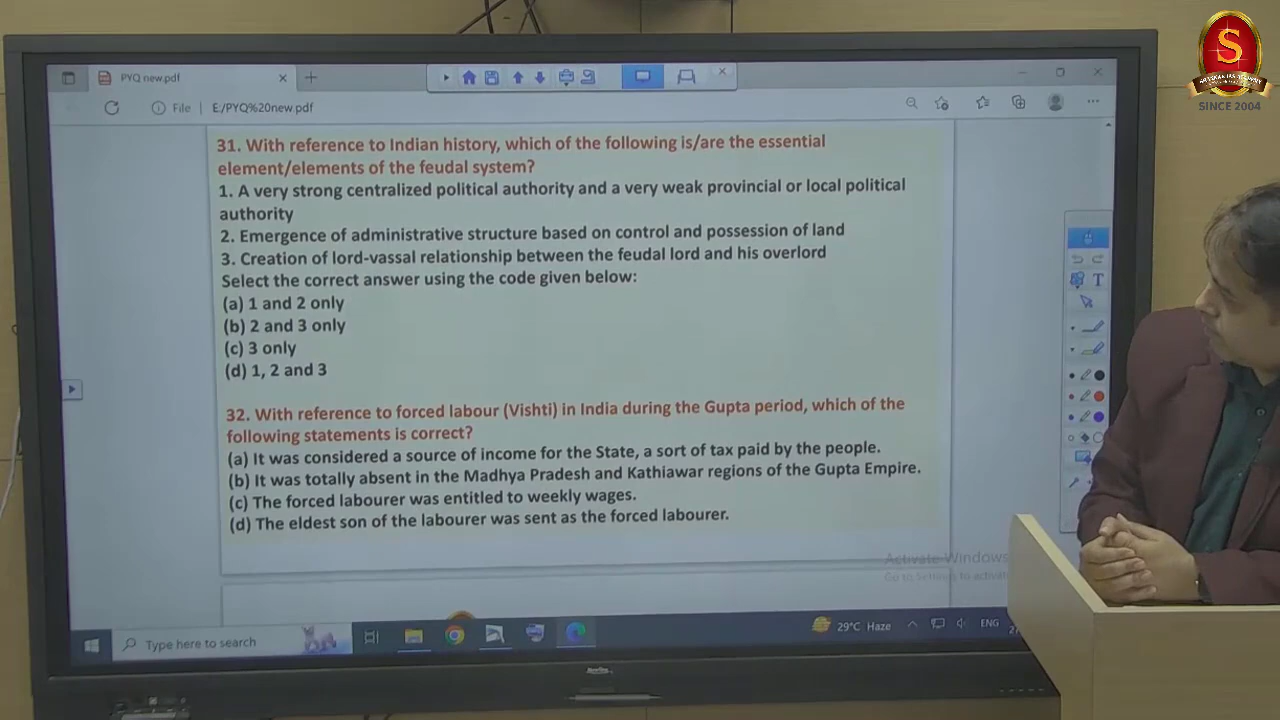 PYQ new.pdf
File
E:/PYQ%20new.pdf
S
SINCE 2004
31. With reference to Indian history, which of the following is/are the essential
element/elements of the feudal system?
1. A very strong centralized political authority and a very weak provincial or local political
authority
2. Emergence of administrative structure based on control and possession of land
3. Creation of lord-vassal relationship between the feudal lord and his overlord
Select the correct answer using the code given below:
(a) 1 and 2 only
(b) 2 and 3 only
(c) 3 only
(d) 1, 2 and 3
32. With reference to forced labour (Vishti) in India during the Gupta period, which of the
following statements is correct?
(a) It was considered a source of income for the State, a sort of tax paid by the people.
(b) It was totally absent in the Madhya Pradesh and Kathiawar regions of the Gupta Empire.
(c) The forced labourer was entitled to weekly wages.
(d) The eldest son of the labourer was sent as the forced labourer.
T
Activate Windows
Go to Settings to activate
Type here to search
29°C Haze
ENG